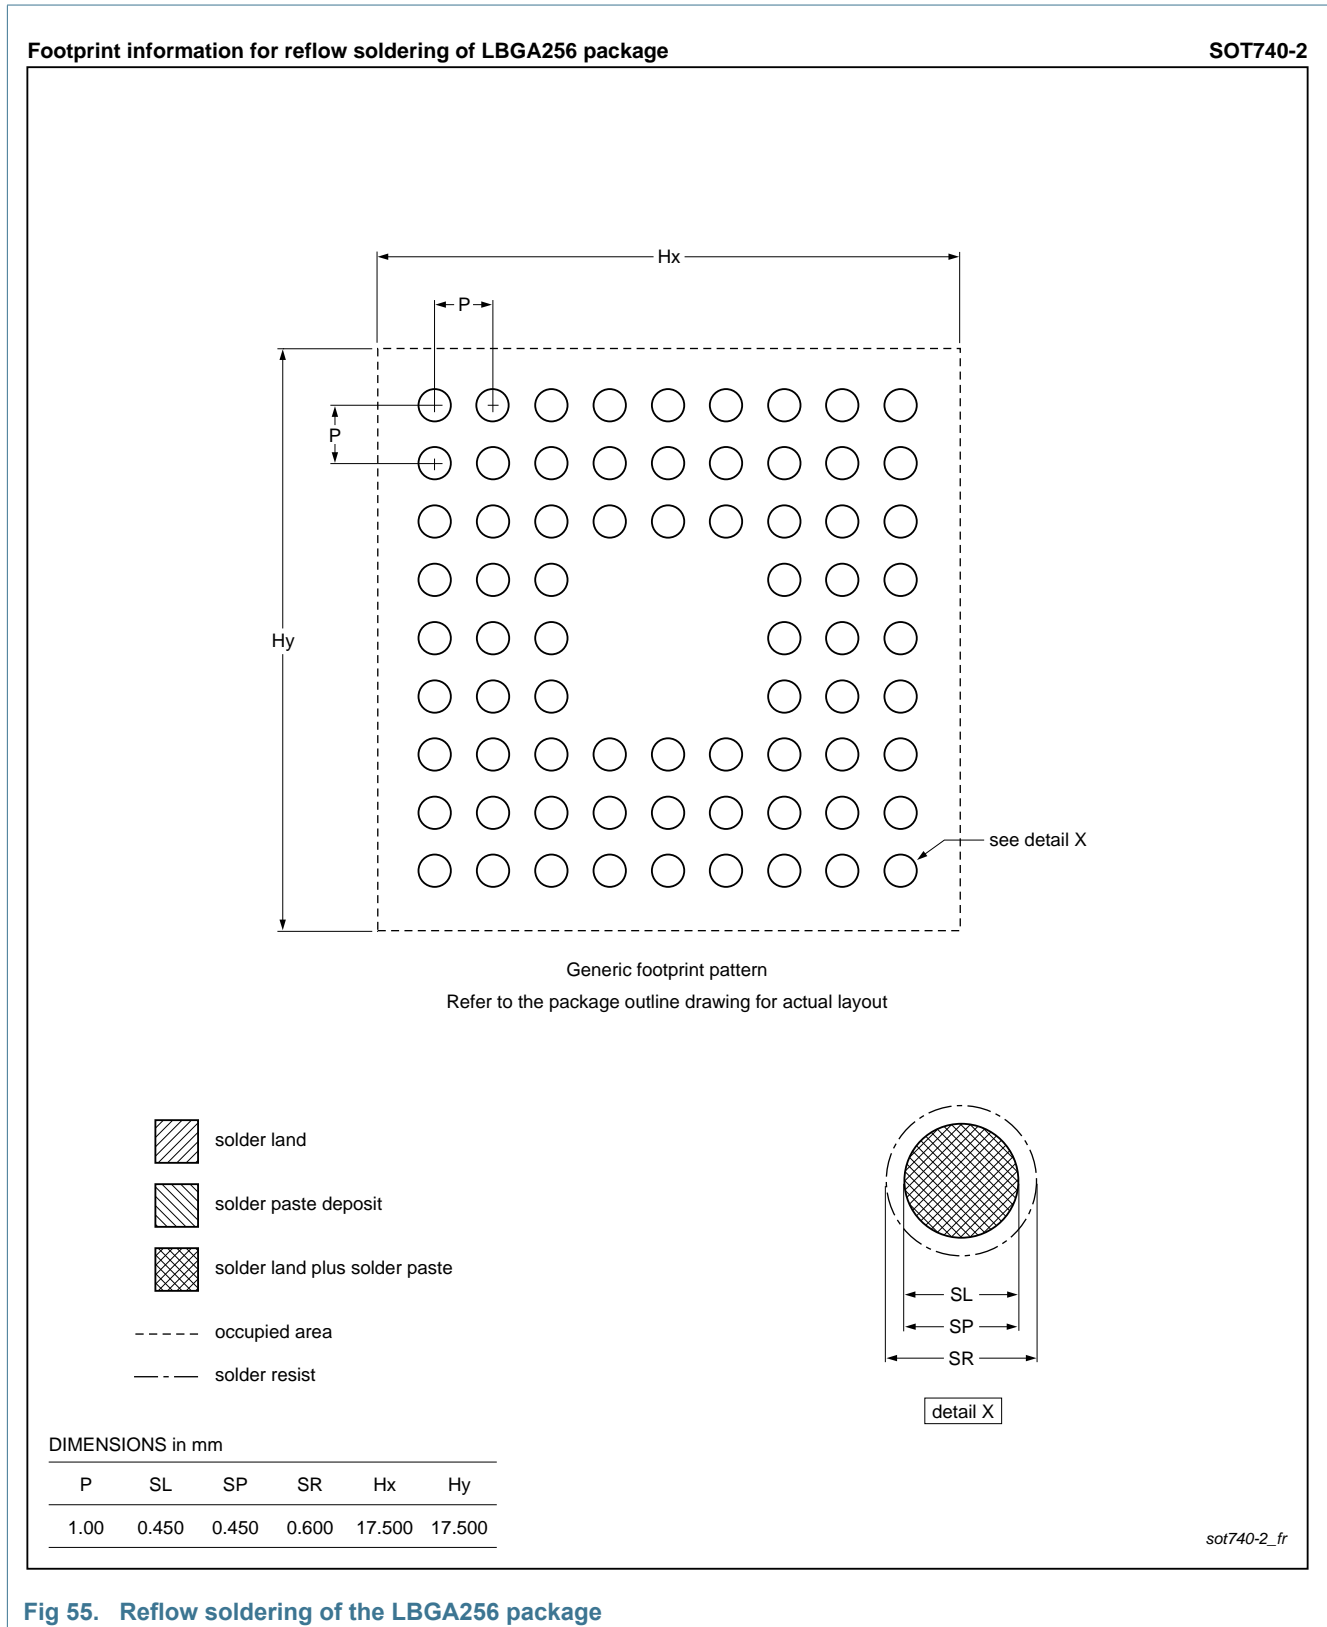 Footprint information for reflow soldering of LBGA256 package SOT740-2
Hx
P
P
Hy
see detail X
Generic footprint pattern
Refer to the package outline drawing for actual layout
solder land
solder paste deposit
solder land plus solder paste
occupied area
solder resist
SL
SP
SR
detail X
DIMENSIONS in mm
P SL SP SR Hx Hy
1.00 0.450 0.450 0.600 17.500 17.500
sot740-2_fr
Fig 55. Reflow soldering of the LBGA256 package